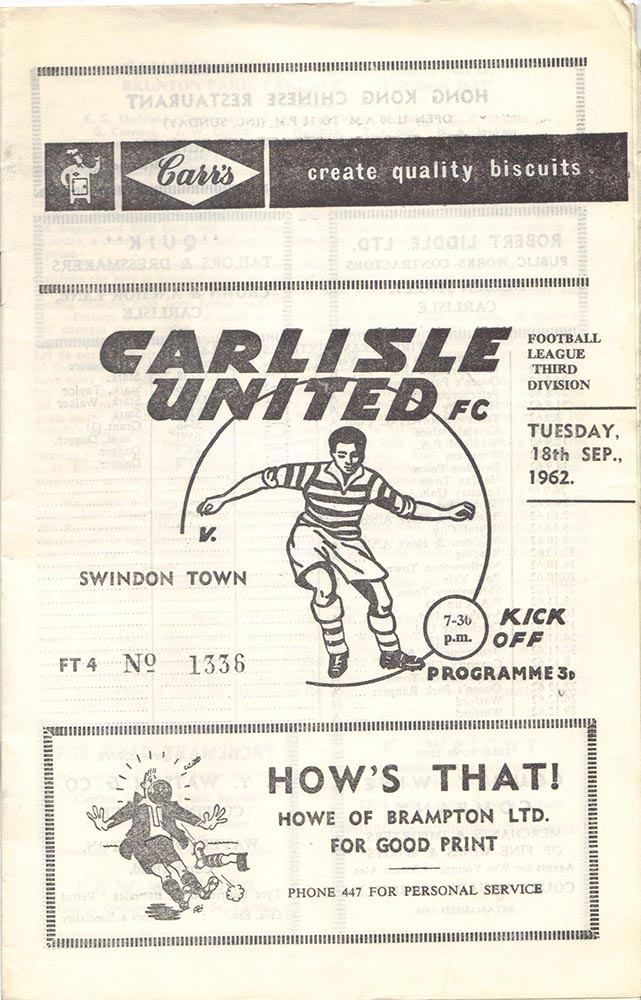 Carr's
create quality biscuits
CARLISLE
UNITED FC
FOOTBALL
LEAGUE
THIRD
DIVISION
TUESDAY,
18th SEP.,
1962.
V.
SWINDON TOWN
7-30
p.m.
KICK
OFF
FT 4 Nº 1336
PROGRAMME 3D
HOW'S THAT!
HOWE OF BRAMPTON LTD.
FOR GOOD PRINT
PHONE 447 FOR PERSONAL SERVICE